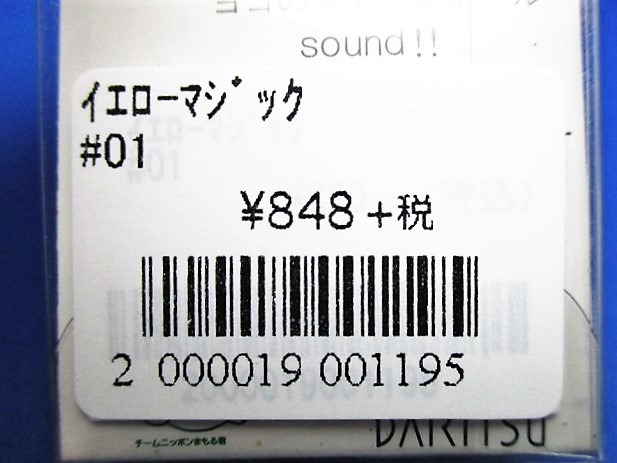 sound!!
ｲｴﾛｰﾏｼﾞｯｸ
#01
¥848+税
2 000019 001195
チームニッポンまもる君